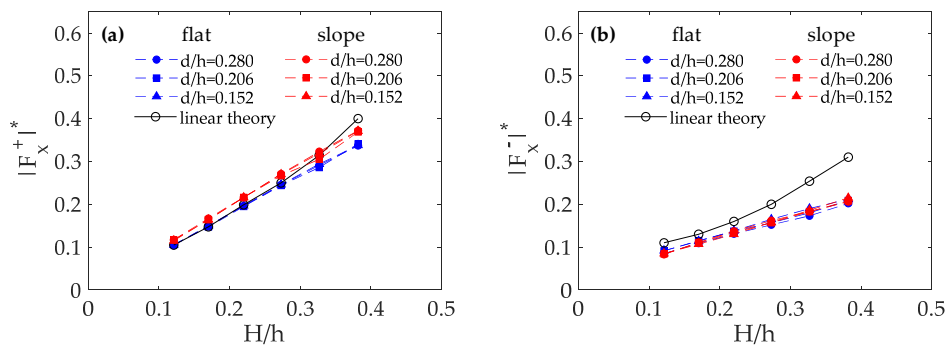 (a) flat slope
d/h=0.280 d/h=0.280
d/h=0.206 d/h=0.206
d/h=0.152 d/h=0.152
linear theory
0.6
0.5
0.4
0.3
0.2
0.1
0
|F_x^+|^*
0 0.1 0.2 0.3 0.4 0.5
H/h
(b) flat slope
d/h=0.280 d/h=0.280
d/h=0.206 d/h=0.206
d/h=0.152 d/h=0.152
linear theory
0.6
0.5
0.4
0.3
0.2
0.1
0
|F_x^-|^*
0 0.1 0.2 0.3 0.4 0.5
H/h